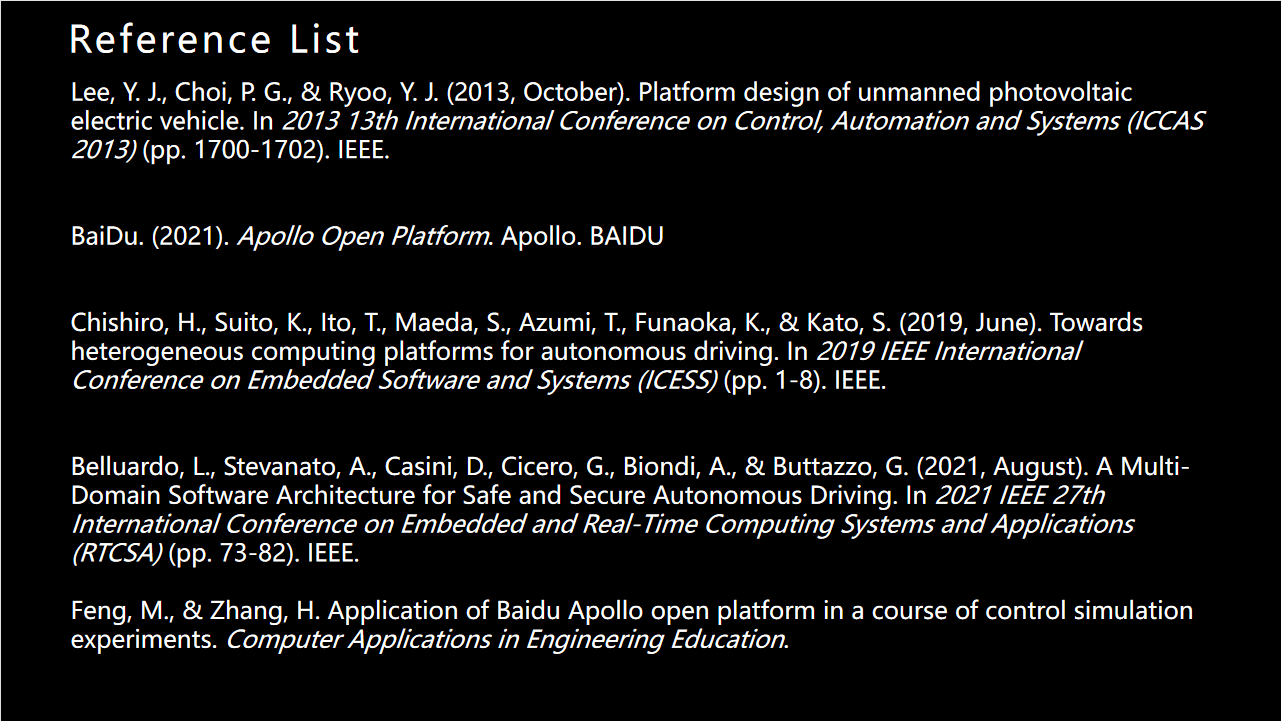 Reference List
Lee, Y. J., Choi, P. G., & Ryoo, Y. J. (2013, October). Platform design of unmanned photovoltaic
electric vehicle. In 2013 13th International Conference on Control, Automation and Systems (ICCAS
2013) (pp. 1700-1702). IEEE.
BaiDu. (2021). Apollo Open Platform. Apollo. BAIDU
Chishiro, H., Suito, K., Ito, T., Maeda, S., Azumi, T., Funaoka, K., & Kato, S. (2019, June). Towards
heterogeneous computing platforms for autonomous driving. In 2019 IEEE International
Conference on Embedded Software and Systems (ICESS) (pp. 1-8). IEEE.
Belluardo, L., Stevanato, A., Casini, D., Cicero, G., Biondi, A., & Buttazzo, G. (2021, August). A Multi-
Domain Software Architecture for Safe and Secure Autonomous Driving. In 2021 IEEE 27th
International Conference on Embedded and Real-Time Computing Systems and Applications
(RTCSA) (pp. 73-82). IEEE.
Feng, M., & Zhang, H. Application of Baidu Apollo open platform in a course of control simulation
experiments. Computer Applications in Engineering Education.